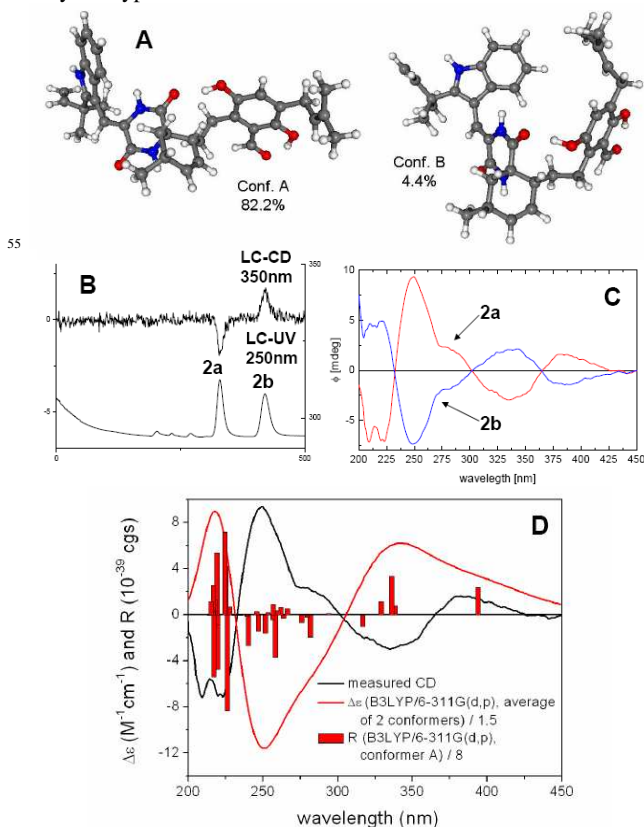 A
Conf. A
82.2%
Conf. B
4.4%
55
B
LC-CD
350nm
LC-UV
250nm
2a
2b
0
-5
350
300
0
500
C
2a
2b
ϕ [mdeg]
10
5
0
-5
200 225 250 275 300 325 350 375 400 425 450
wavelegth [nm]
D
Δε (M⁻¹cm⁻¹) and R (10⁻³⁹ cgs)
8
4
0
-4
-8
-12
measured CD
Δε (B3LYP/6-311G(d,p), average
of 2 conformers) / 1.5
R (B3LYP/6-311G(d,p),
conformer A) / 8
200 250 300 350 400 450
wavelength (nm)